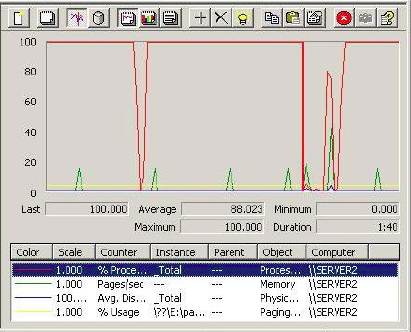 100
80
60
40
20
0
Last 100.000 Average 88.023 Minimum 0.000
Maximum 100.000 Duration 1:40
Color Scale Counter Instance Parent Object Computer
1.000 % Proce... _Total --- Proces... \\SERVER2
1.000 Pages/sec --- --- Memory \\SERVER2
100.... Avg. Dis... _Total --- Physic... \\SERVER2
1.000 % Usage \??\E:\pa... --- Paging... \\SERVER2